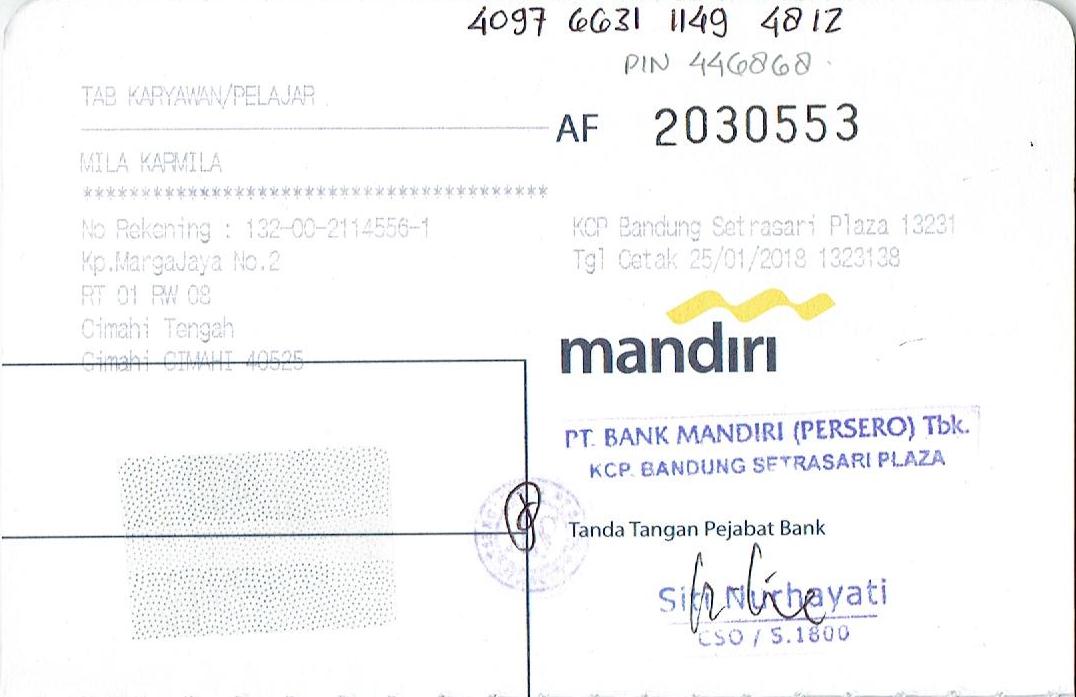 4097 6631 1149 4812
PIN 446868
TAB KARYAWAN/PELAJAR
AF 2030553
MILA KARMILA
****************************************
No Rekening : 132-00-2114556-1
Kp.MargaJaya No.2
RT 01 RW 08
Cimahi Tengah
Cimahi CIMAHI 40525
KCP Bandung Setrasari Plaza 13231
Tgl Cetak 25/01/2018 1323138
mandiri
PT. BANK MANDIRI (PERSERO) Tbk.
KCP. BANDUNG SETRASARI PLAZA
Tanda Tangan Pejabat Bank
Siti Nurhayati
CSO / S.1800